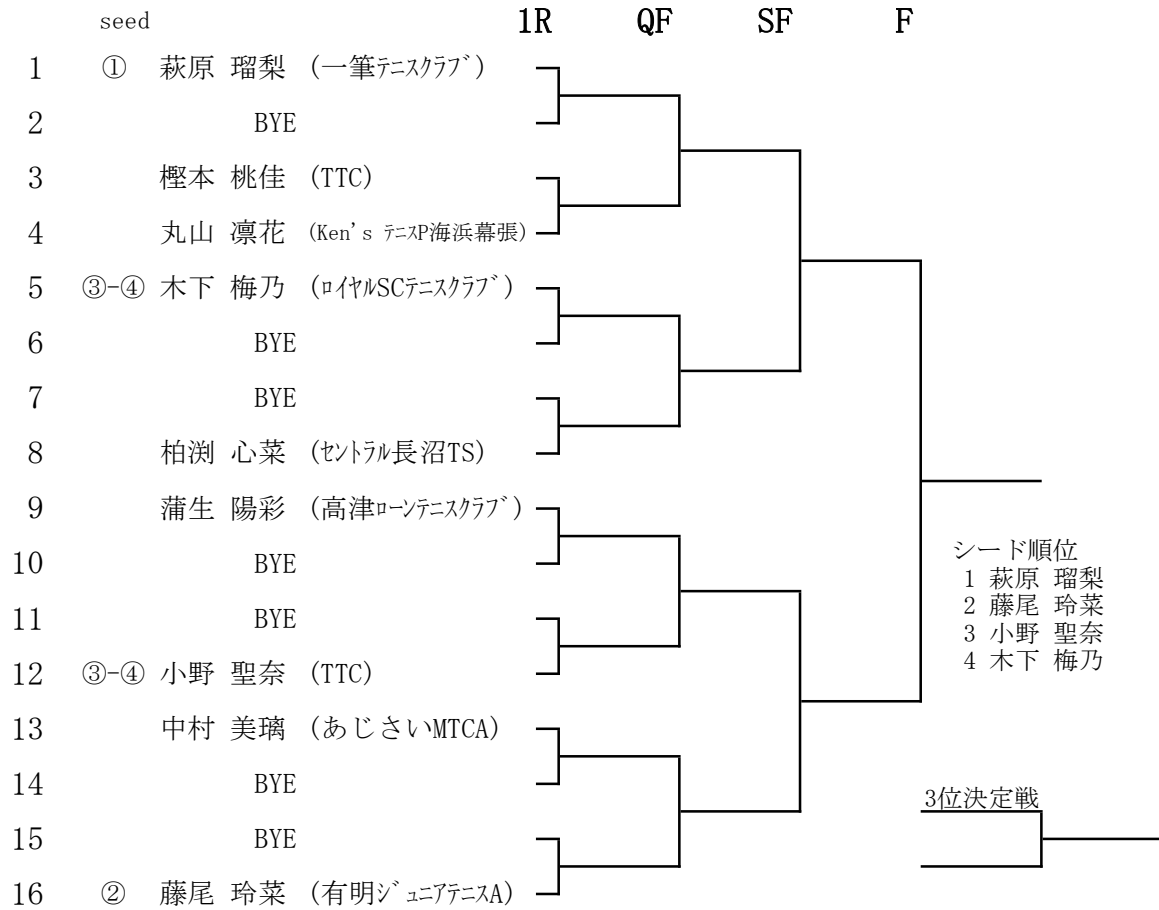 seed 1R QF SF F
1 ① 萩原 瑠梨 (一筆ﾃﾆｽｸﾗﾌﾞ)
2 BYE
3 樫本 桃佳 (TTC)
4 丸山 凛花 (Ken's ﾃﾆｽP海浜幕張)
5 ③-④ 木下 梅乃 (ﾛｲﾔﾙSCﾃﾆｽｸﾗﾌﾞ)
6 BYE
7 BYE
8 柏渕 心菜 (ｾﾝﾄﾗﾙ長沼TS)
9 蒲生 陽彩 (高津ﾛｰﾝﾃﾆｽｸﾗﾌﾞ)
10 BYE
11 BYE
12 ③-④ 小野 聖奈 (TTC)
13 中村 美璃 (あじさいMTCA)
14 BYE
15 BYE
16 ② 藤尾 玲菜 (有明ｼﾞｭﾆｱﾃﾆｽA)
シード順位
1 萩原 瑠梨
2 藤尾 玲菜
3 小野 聖奈
4 木下 梅乃
3位決定戦